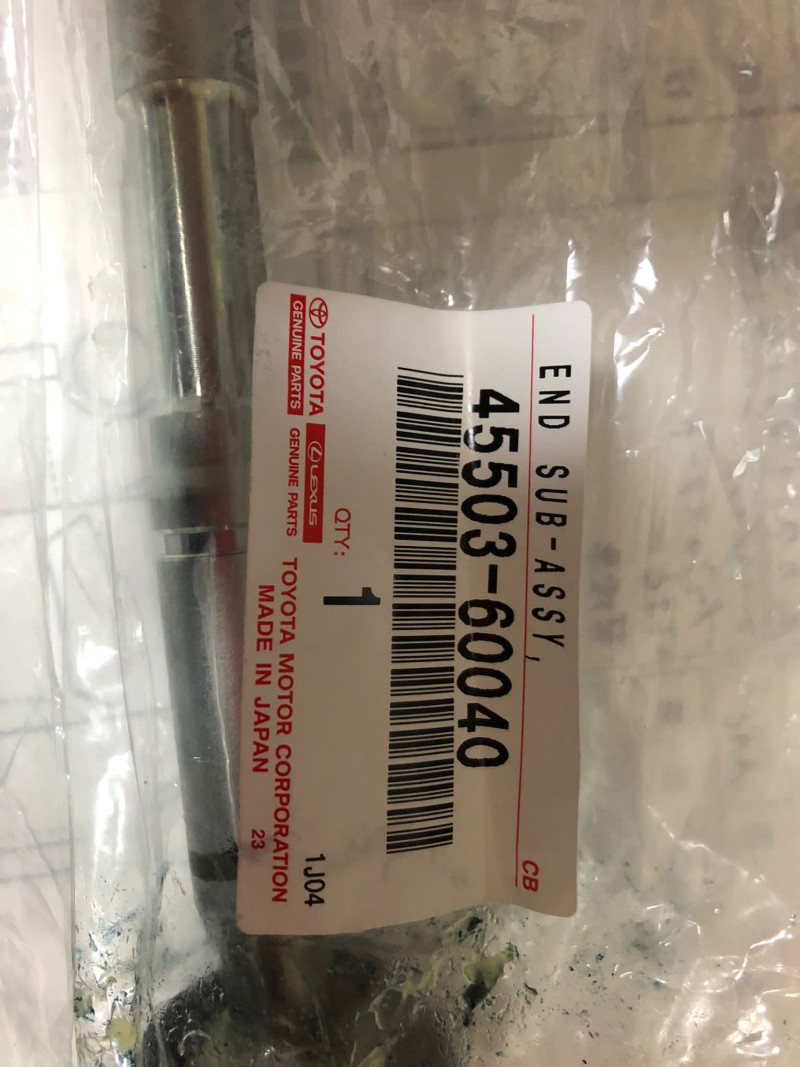 END SUB-ASSY,
CB
45503-60040
QTY:
1
TOYOTA
GENUINE PARTS
LEXUS
GENUINE PARTS
TOYOTA MOTOR CORPORATION
MADE IN JAPAN
1J04
23